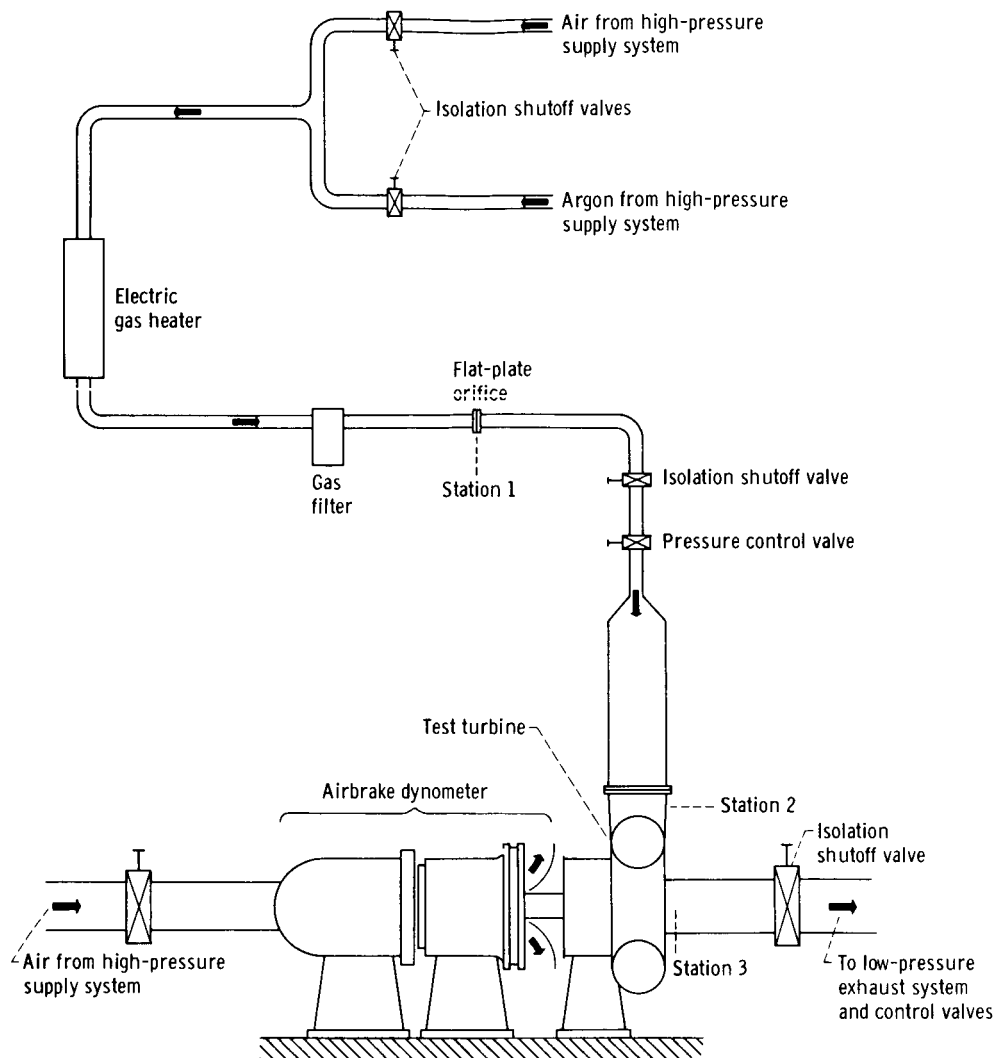 Air from high-pressure
supply system
Isolation shutoff valves
Argon from high-pressure
supply system
Electric
gas heater
Flat-plate
orifice
Gas
filter
Station 1
Isolation shutoff valve
Pressure control valve
Test turbine
Airbrake dynometer
Station 2
Isolation
shutoff valve
Air from high-pressure
supply system
Station 3
To low-pressure
exhaust system
and control valves